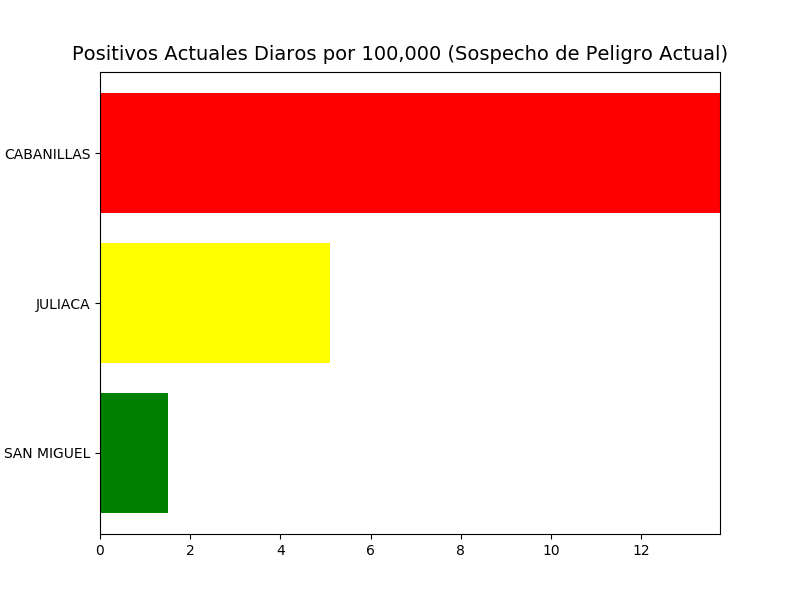 Positivos Actuales Diaros por 100,000 (Sospecho de Peligro Actual)
CABANILLAS
JULIACA
SAN MIGUEL
0 2 4 6 8 10 12